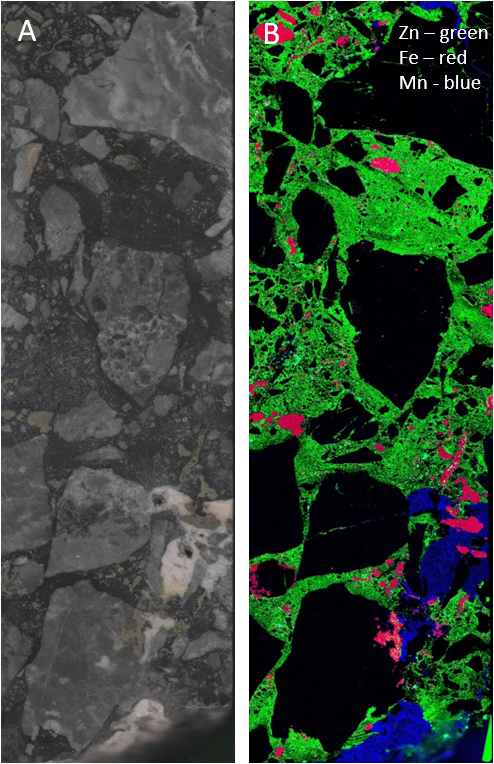 A
B
Zn – green
Fe – red
Mn - blue